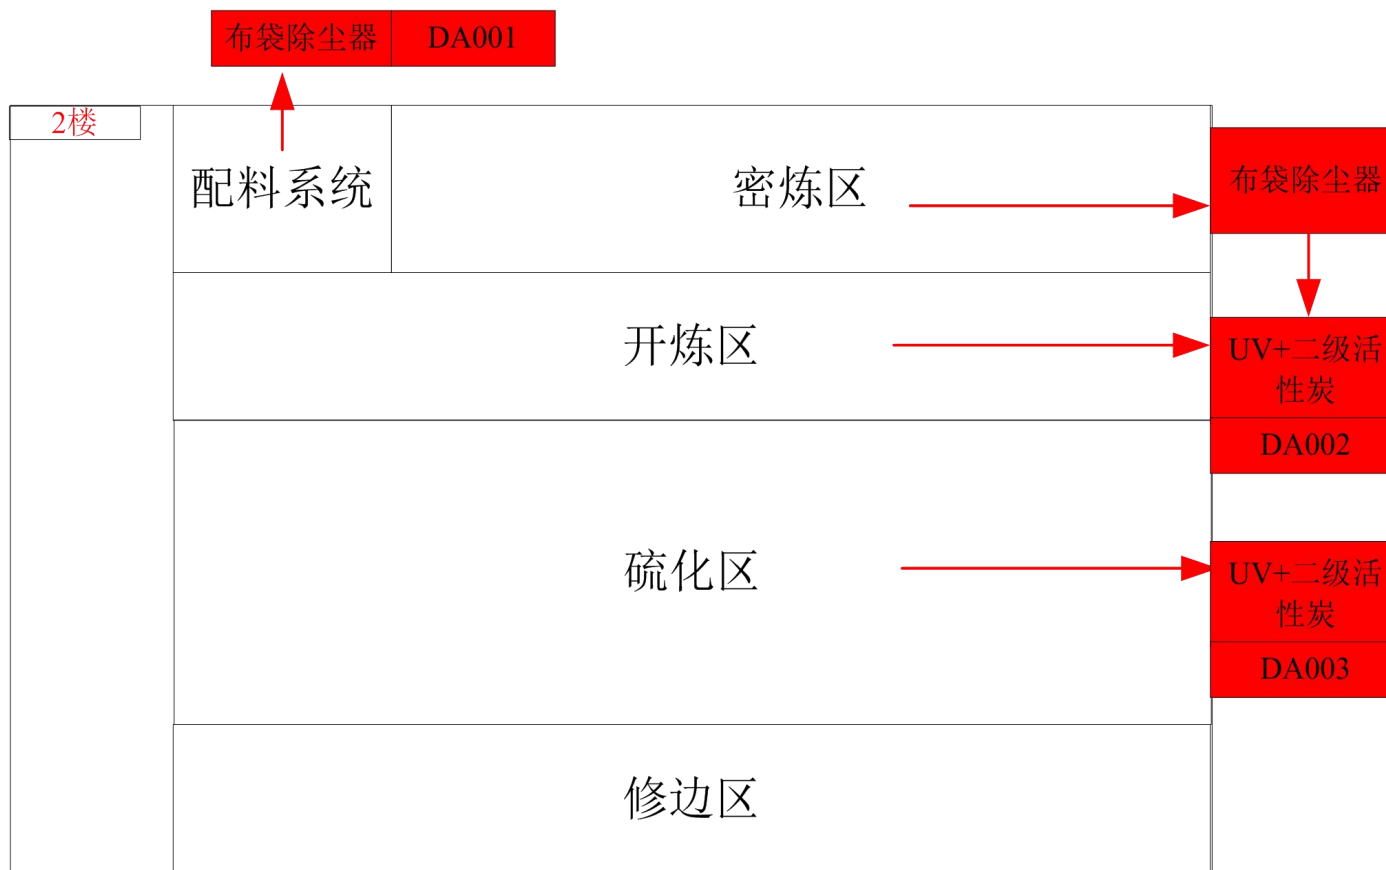 布袋除尘器 DA001
2楼
配料系统
密炼区
布袋除尘器
开炼区
UV+二级活
性炭
DA002
硫化区
UV+二级活
性炭
DA003
修边区